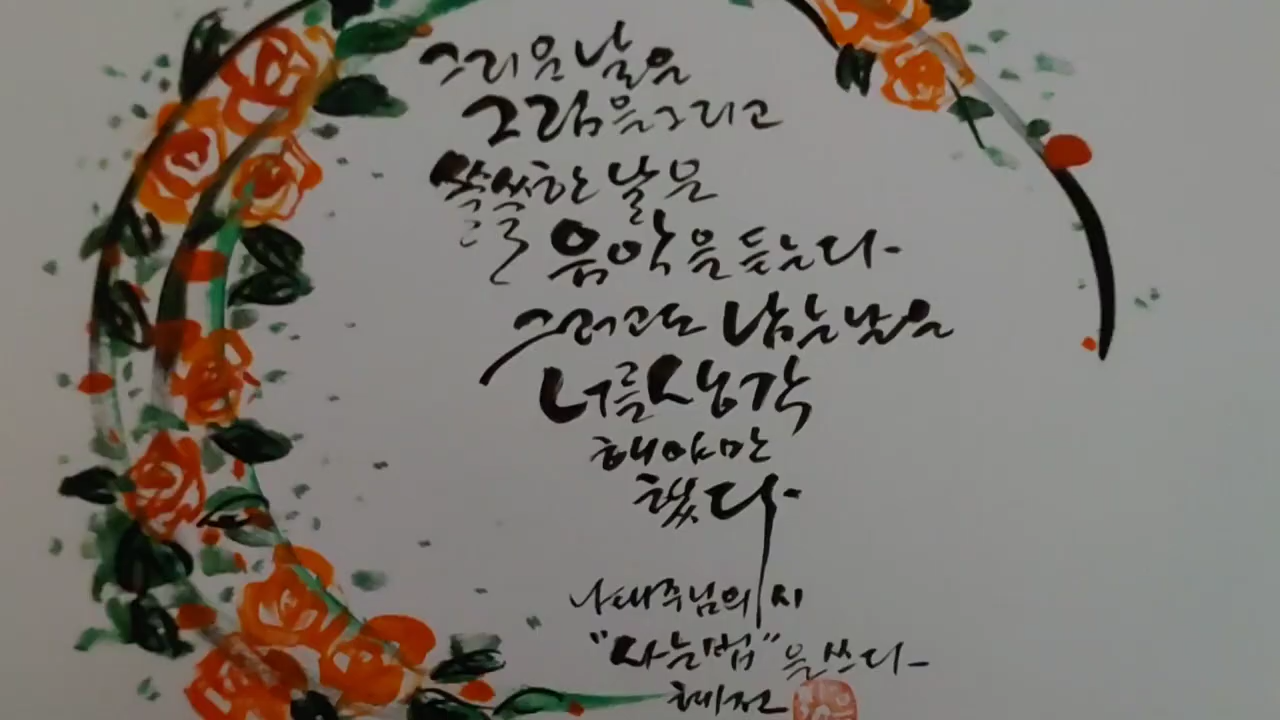 그리운 날은
그림을 그리고
쓸쓸한 날은
음악을 듣는다.
그러고도 남는 날은
너를 생각
해야만
했다.
나태주님의 시
"사는법"을 쓰다.
혜전